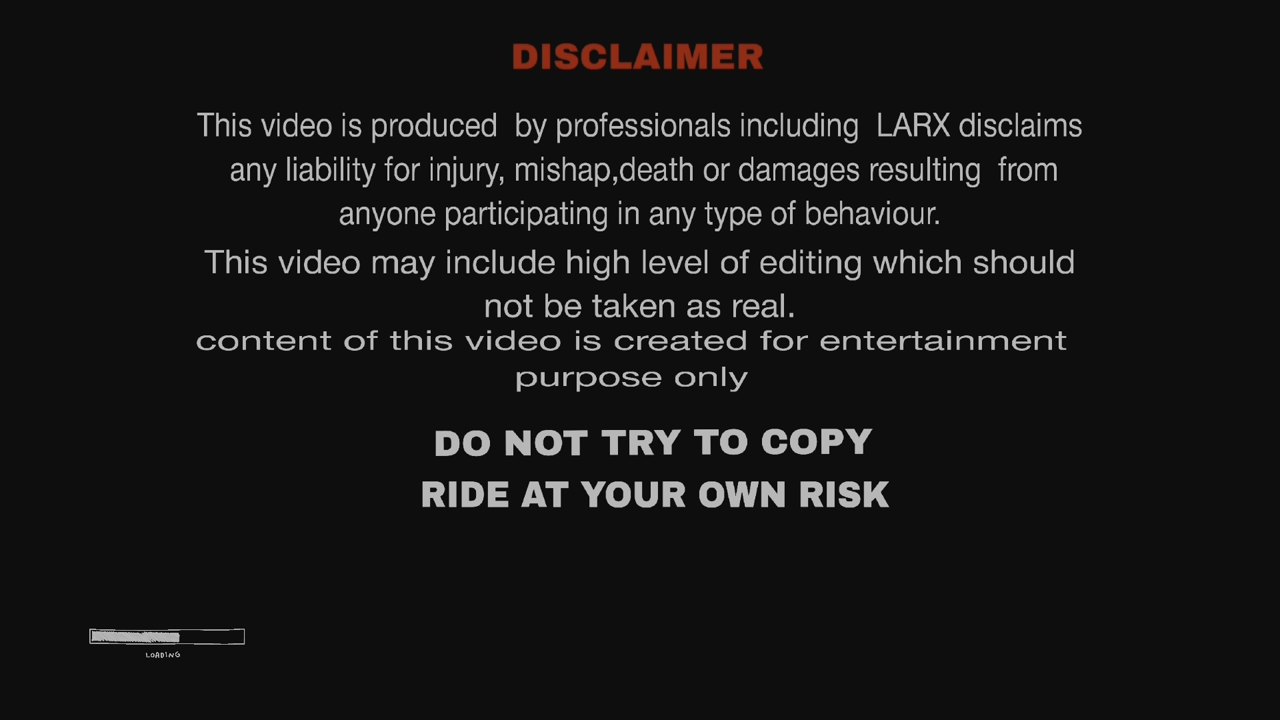 DISCLAIMER
This video is produced by professionals including LARX disclaims
any liability for injury, mishap,death or damages resulting from
anyone participating in any type of behaviour.
This video may include high level of editing which should
not be taken as real.
content of this video is created for entertainment
purpose only
DO NOT TRY TO COPY
RIDE AT YOUR OWN RISK
LOADING